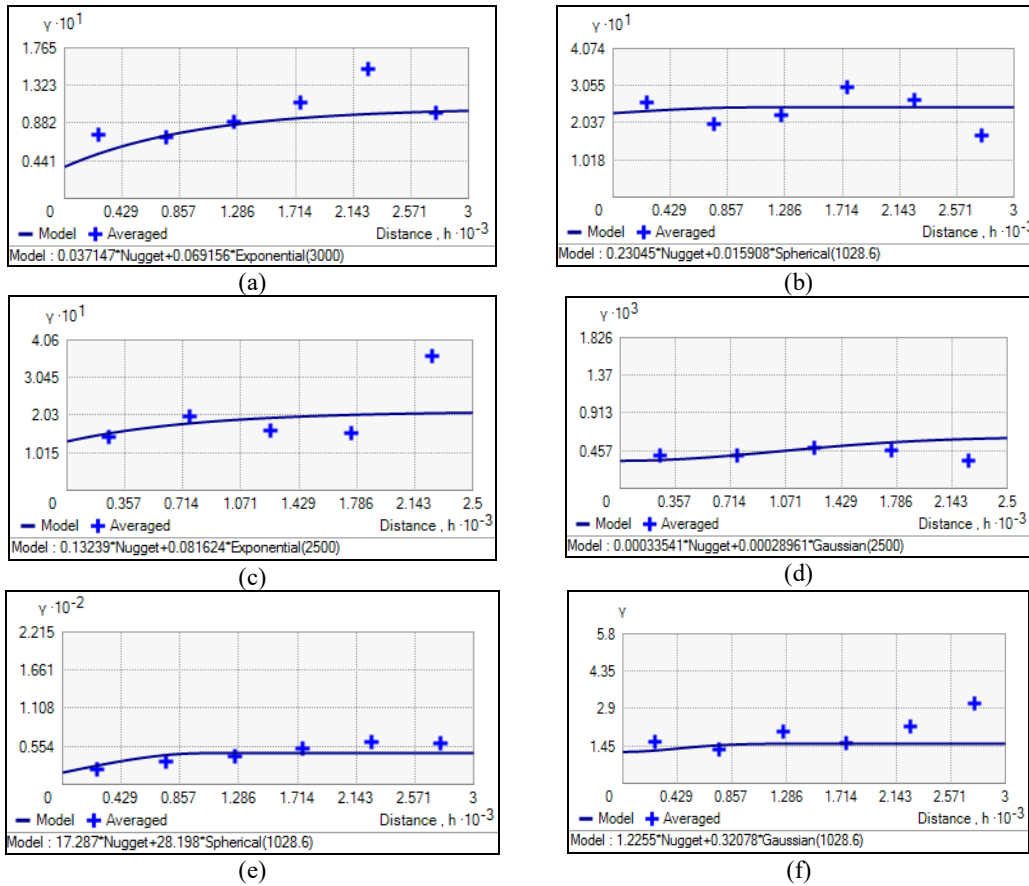 γ ·10¹
1.765
1.323
0.882
0.441
0 0.429 0.857 1.286 1.714 2.143 2.571 3
Model Averaged Distance , h ·10⁻³
Model : 0.037147*Nugget+0.069156*Exponential(3000)
(a)
γ ·10¹
4.074
3.055
2.037
1.018
0 0.429 0.857 1.286 1.714 2.143 2.571 3
Model Averaged Distance , h ·10⁻³
Model : 0.23045*Nugget+0.015908*Spherical(1028.6)
(b)
γ ·10¹
4.06
3.045
2.03
1.015
0 0.357 0.714 1.071 1.429 1.786 2.143 2.5
Model Averaged Distance , h ·10⁻³
Model : 0.13239*Nugget+0.081624*Exponential(2500)
(c)
γ ·10³
1.826
1.37
0.913
0.457
0 0.357 0.714 1.071 1.429 1.786 2.143 2.5
Model Averaged Distance , h ·10⁻³
Model : 0.00033541*Nugget+0.00028961*Gaussian(2500)
(d)
γ ·10⁻²
2.215
1.661
1.108
0.554
0 0.429 0.857 1.286 1.714 2.143 2.571 3
Model Averaged Distance , h ·10⁻³
Model : 17.287*Nugget+28.198*Spherical(1028.6)
(e)
γ
5.8
4.35
2.9
1.45
0 0.429 0.857 1.286 1.714 2.143 2.571 3
Model Averaged Distance , h ·10⁻³
Model : 1.2255*Nugget+0.32078*Gaussian(1028.6)
(f)